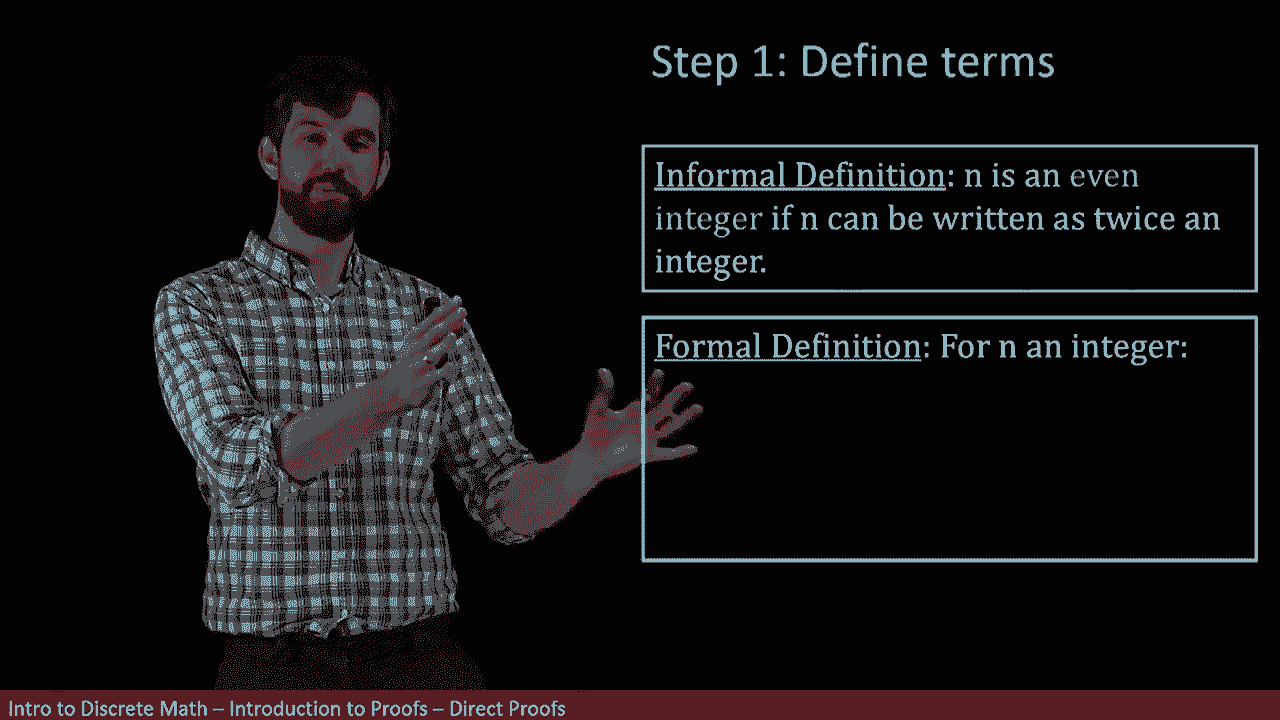 Step 1: Define terms
Informal Definition: n is an even
integer if n can be written as twice an
integer.
Formal Definition: For n an integer:
Intro to Discrete Math – Introduction to Proofs – Direct Proofs